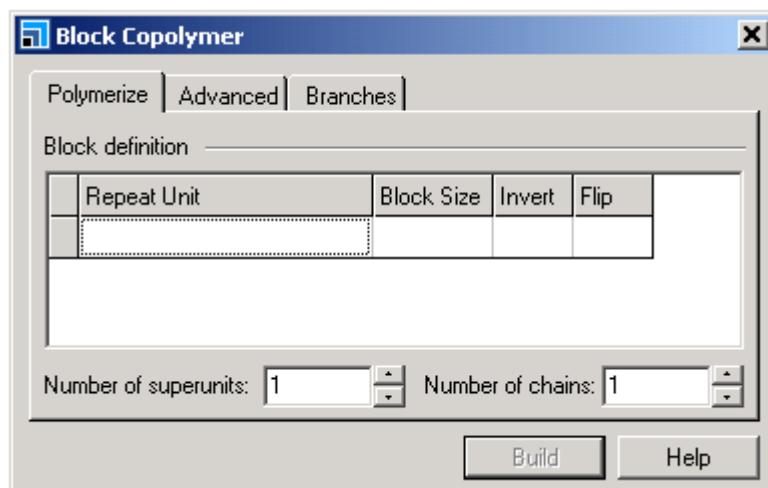 Block Copolymer
Polymerize Advanced Branches
Block definition
Repeat Unit Block Size Invert Flip
Number of superunits: 1 Number of chains: 1
Build Help